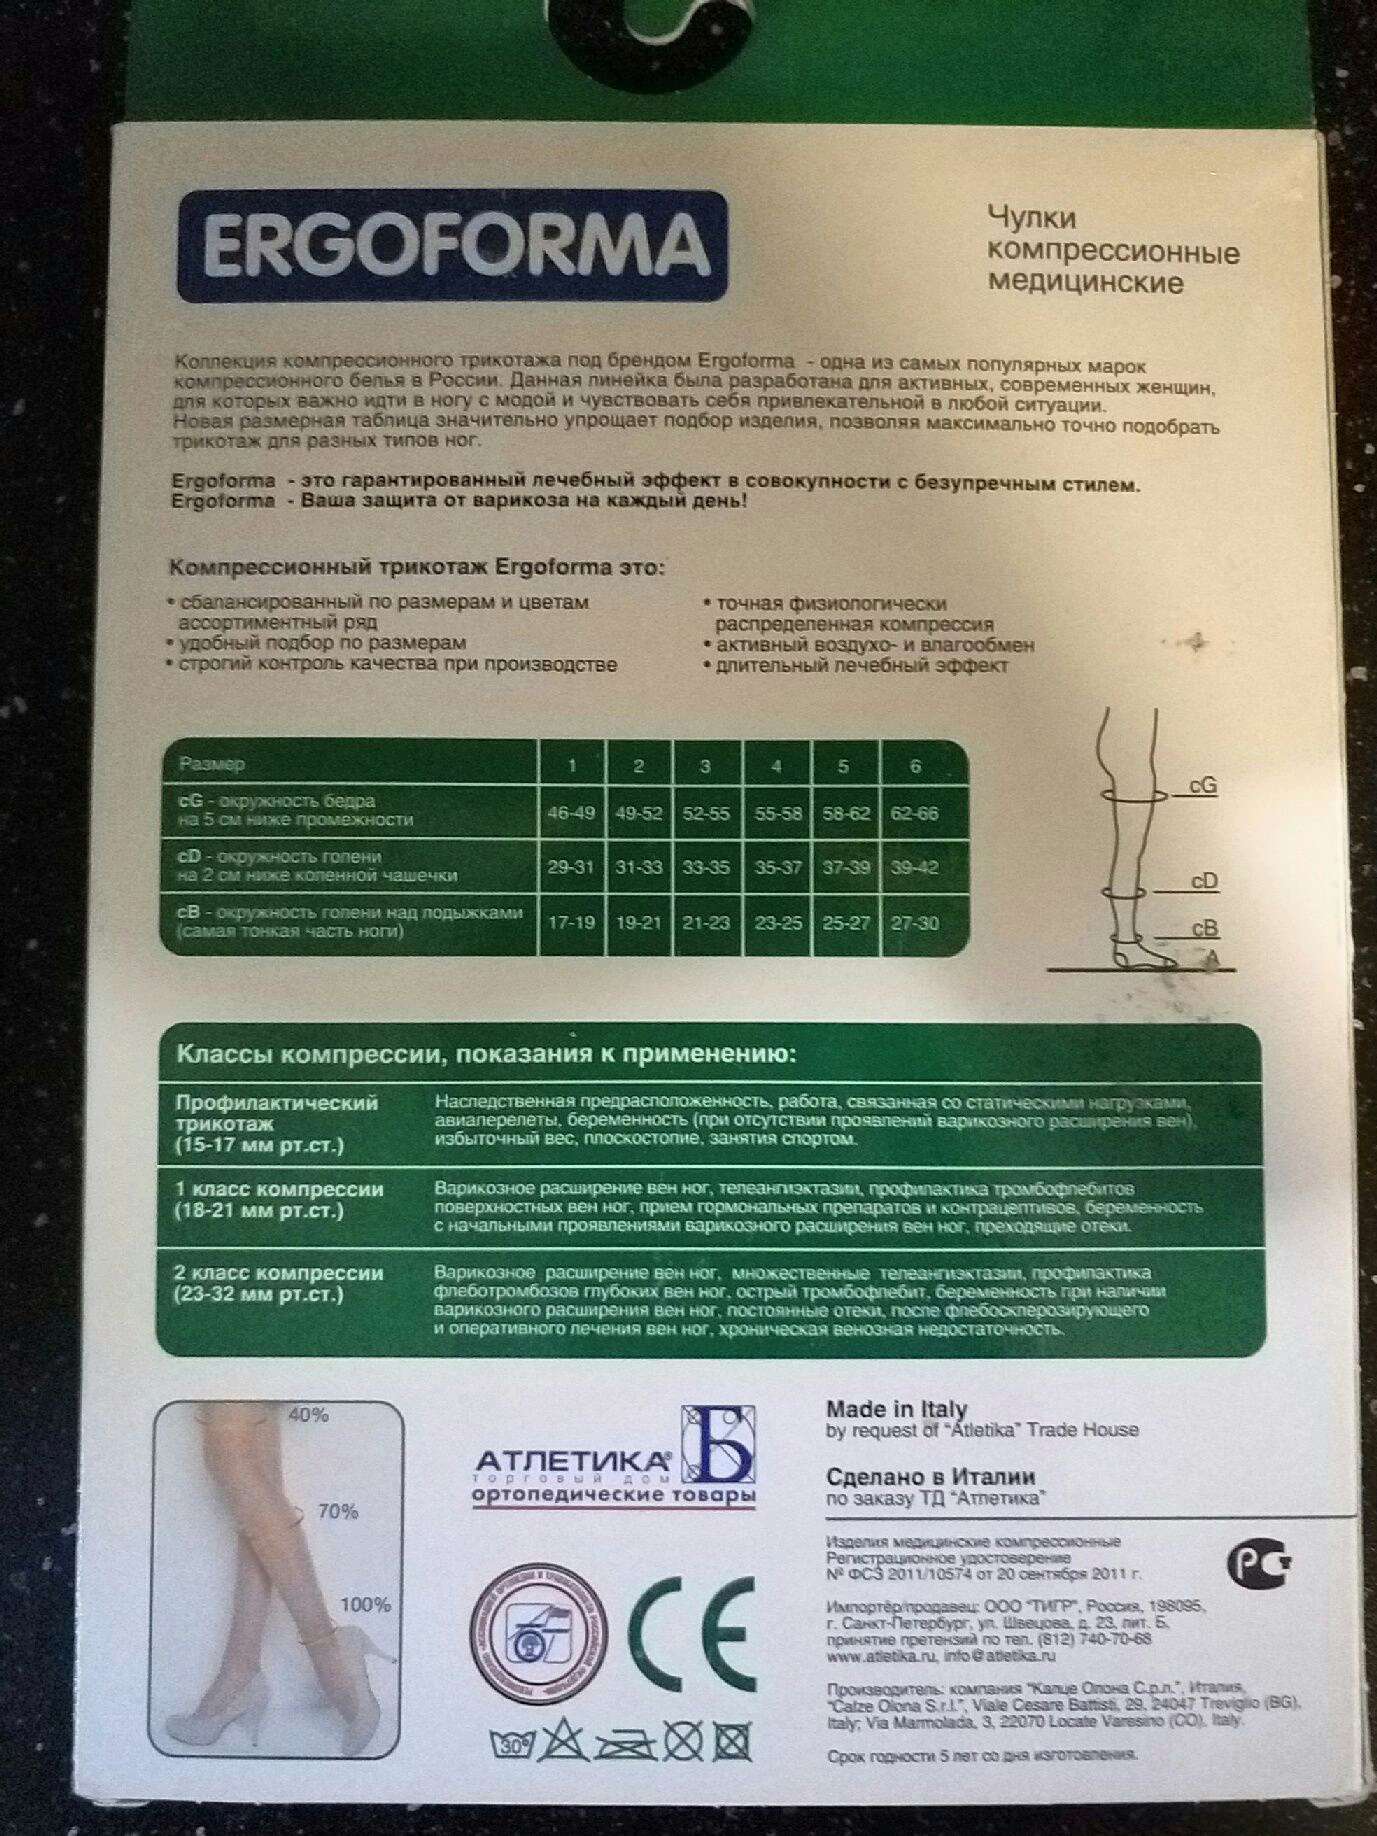 ERGOFORMA
Чулки
компрессионные
медицинские
Коллекция компрессионного трикотажа под брендом Ergoforma - одна из самых популярных марок
компрессионного белья в России. Данная линейка была разработана для активных, современных женщин,
для которых важно идти в ногу с модой и чувствовать себя привлекательной в любой ситуации.
Новая размерная таблица значительно упрощает подбор изделия, позволяя максимально точно подобрать
трикотаж для разных типов ног.
Ergoforma - это гарантированный лечебный эффект в совокупности с безупречным стилем.
Ergoforma - Ваша защита от варикоза на каждый день!
Компрессионный трикотаж Ergoforma это:
• сбалансированный по размерам и цветам
ассортиментный ряд
• удобный подбор по размерам
• строгий контроль качества при производстве
• точная физиологически
распределенная компрессия
• активный воздухо- и влагообмен
• длительный лечебный эффект
Размер 1 2 3 4 5 6
cG - окружность бедра
на 5 см ниже промежности
46-49 49-52 52-55 55-58 58-62 62-66
cD - окружность голени
на 2 см ниже коленной чашечки
29-31 31-33 33-35 35-37 37-39 39-42
cB - окружность голени над лодыжками
(самая тонкая часть ноги)
17-19 19-21 21-23 23-25 25-27 27-30
cG
cD
cB
A
Классы компрессии, показания к применению:
Профилактический
трикотаж
(15-17 мм рт.ст.)
Наследственная предрасположенность, работа, связанная со статическими нагрузками,
авиаперелеты, беременность (при отсутствии проявлений варикозного расширения вен),
избыточный вес, плоскостопие, занятия спортом.
1 класс компрессии
(18-21 мм рт.ст.)
Варикозное расширение вен ног, телеангиэктазии, профилактика тромбофлебитов
поверхностных вен ног, прием гормональных препаратов и контрацептивов, беременность
с начальными проявлениями варикозного расширения вен ног, преходящие отеки.
2 класс компрессии
(23-32 мм рт.ст.)
Варикозное расширение вен ног, множественные телеангиэктазии, профилактика
флеботромбозов глубоких вен ног, острый тромбофлебит, беременность при наличии
варикозного расширения вен ног, постоянные отеки, после флебосклерозирующего
и оперативного лечения вен ног, хроническая венозная недостаточность.
40%
70%
100%
АТЛЕТИКА®
торговый дом
ортопедические товары
Б
CE
30°
Made in Italy
by request of "Atletika" Trade House
Сделано в Италии
по заказу ТД "Атлетика"
Изделия медицинские компрессионные
Регистрационное удостоверение
№ ФСЗ 2011/10574 от 20 сентября 2011 г.
РСТ
Импортёр/продавец: ООО "ТИГР", Россия, 198095,
г. Санкт-Петербург, ул. Швецова, д. 23, лит. Б,
принятие претензий по тел. (812) 740-70-68
www.atletika.ru, info@atletika.ru
Производитель: компания "Калце Олона С.р.л.", Италия,
"Calze Olona S.r.l.", Viale Cesare Battisti, 29, 24047 Treviglio (BG),
Italy; Via Marmolada, 3, 22070 Locate Varesino (CO), Italy.
Срок годности 5 лет со дня изготовления.